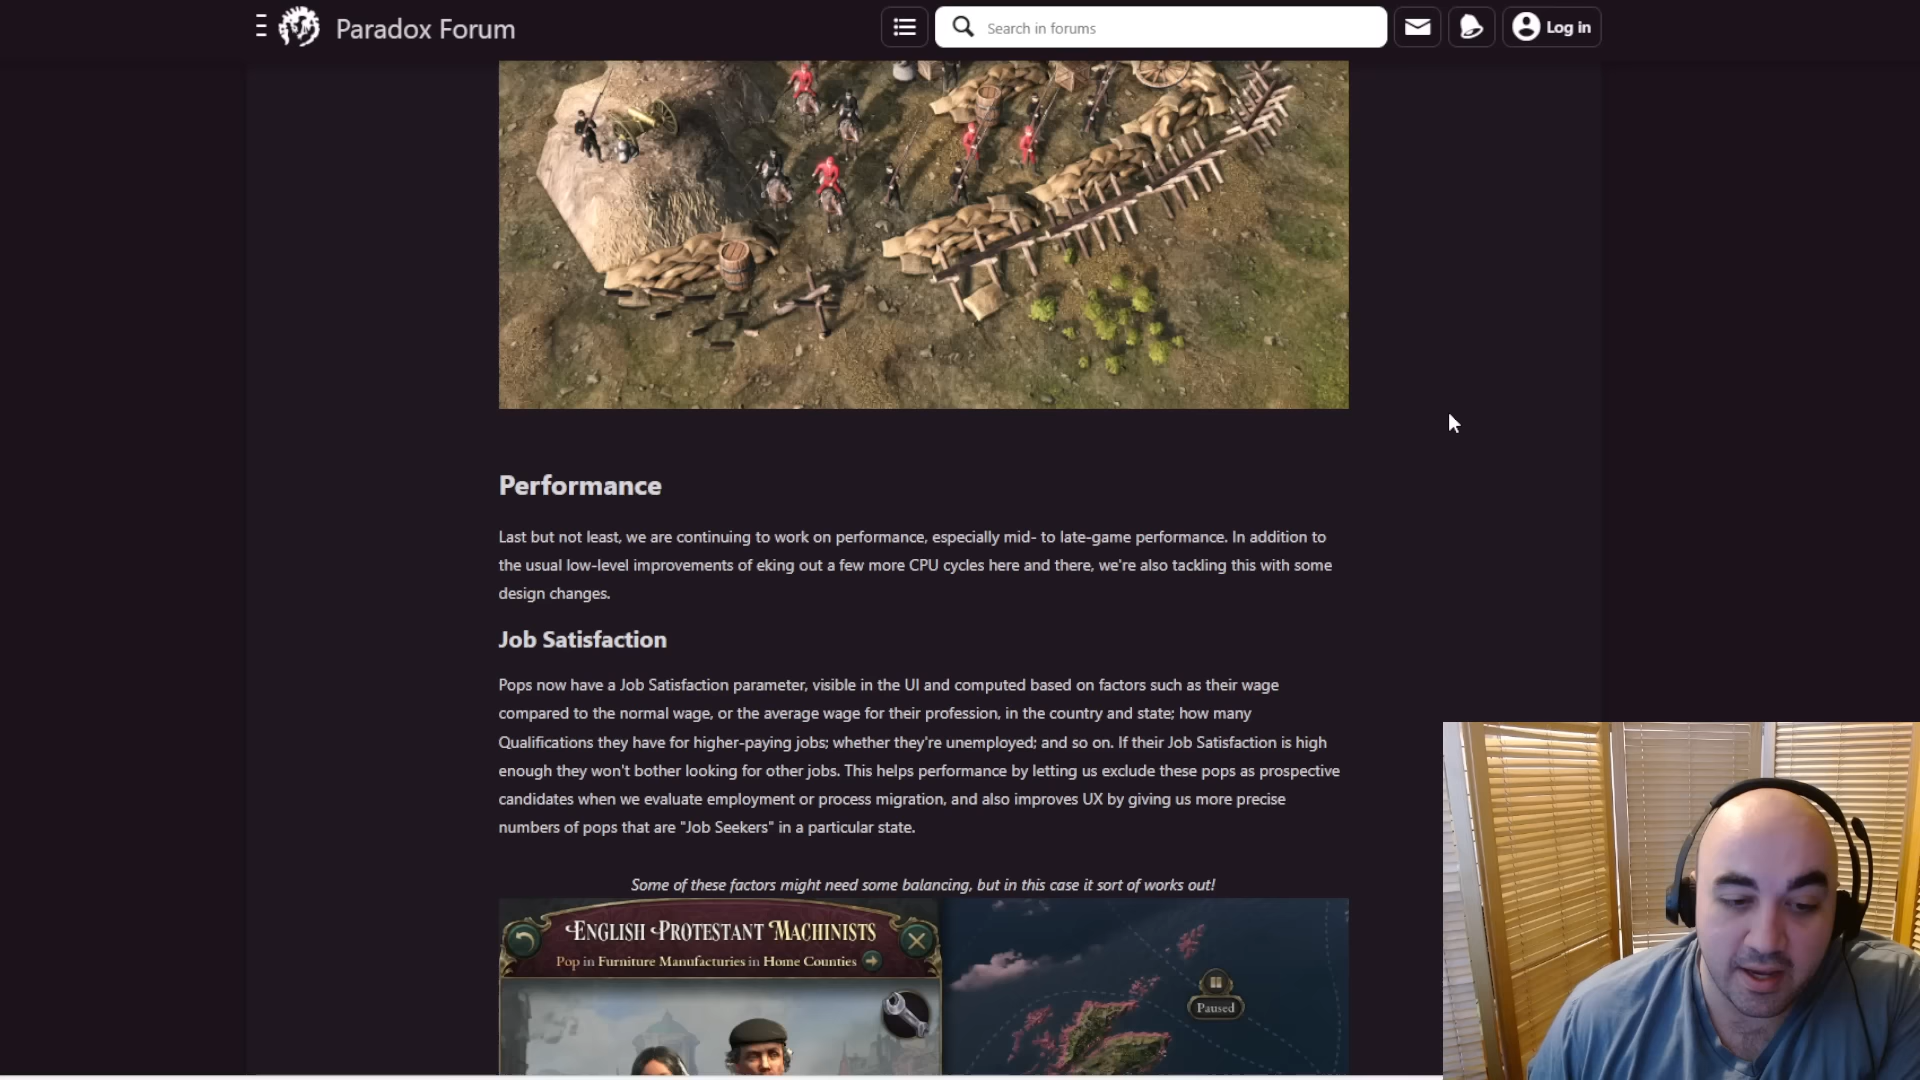 Paradox Forum
Search in forums
Log in
Performance
Last but not least, we are continuing to work on performance, especially mid- to late-game performance. In addition to
the usual low-level improvements of eking out a few more CPU cycles here and there, we're also tackling this with some
design changes.
Job Satisfaction
Pops now have a Job Satisfaction parameter, visible in the UI and computed based on factors such as their wage
compared to the normal wage, or the average wage for their profession, in the country and state; how many
Qualifications they have for higher-paying jobs; whether they're unemployed; and so on. If their Job Satisfaction is high
enough they won't bother looking for other jobs. This helps performance by letting us exclude these pops as prospective
candidates when we evaluate employment or process migration, and also improves UX by giving us more precise
numbers of pops that are "Job Seekers" in a particular state.
Some of these factors might need some balancing, but in this case it sort of works out!
ENGLISH PROTESTANT MACHINISTS
Pop in Furniture Manufacturies in Home Counties
Paused